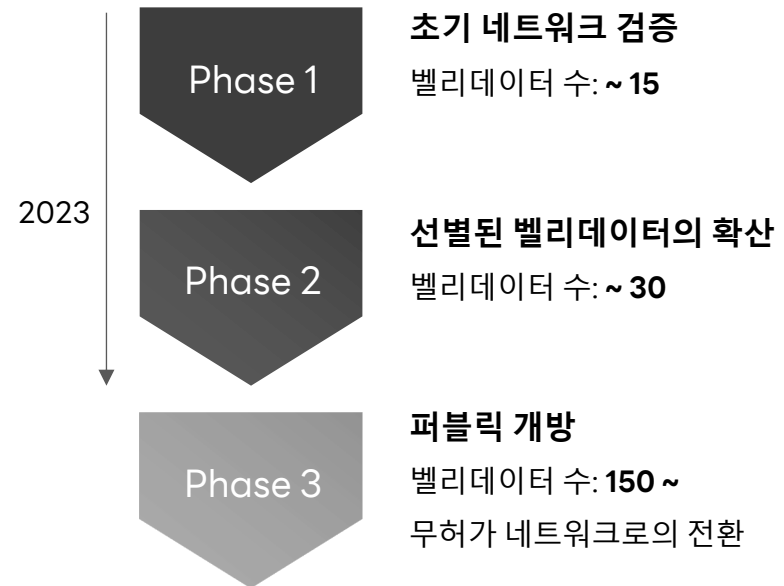 초기 네트워크 검증
Phase 1
벨리데이터 수: ~ 15
2023
선별된 벨리데이터의 확산
Phase 2
벨리데이터 수: ~ 30
퍼블릭 개방
Phase 3
벨리데이터 수: 150 ~
무허가 네트워크로의 전환